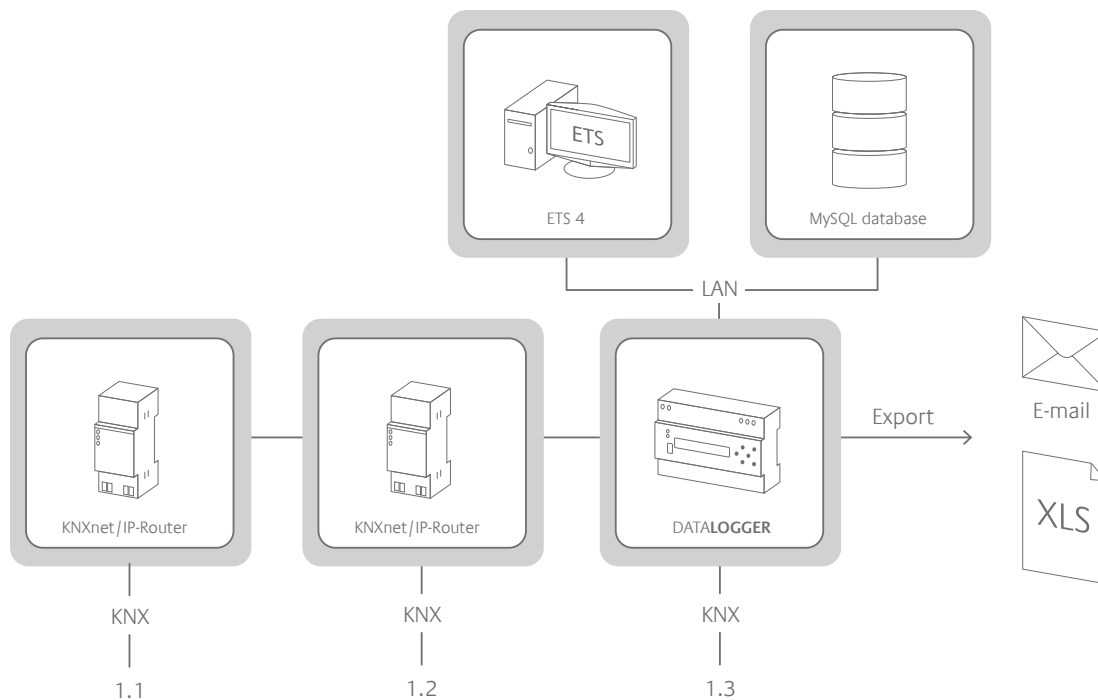 ETS
ETS 4
MySQL database
LAN
KNXnet/IP-Router
KNXnet/IP-Router
DATALOGGER
Export
E-mail
XLS
KNX
KNX
KNX
1.1
1.2
1.3